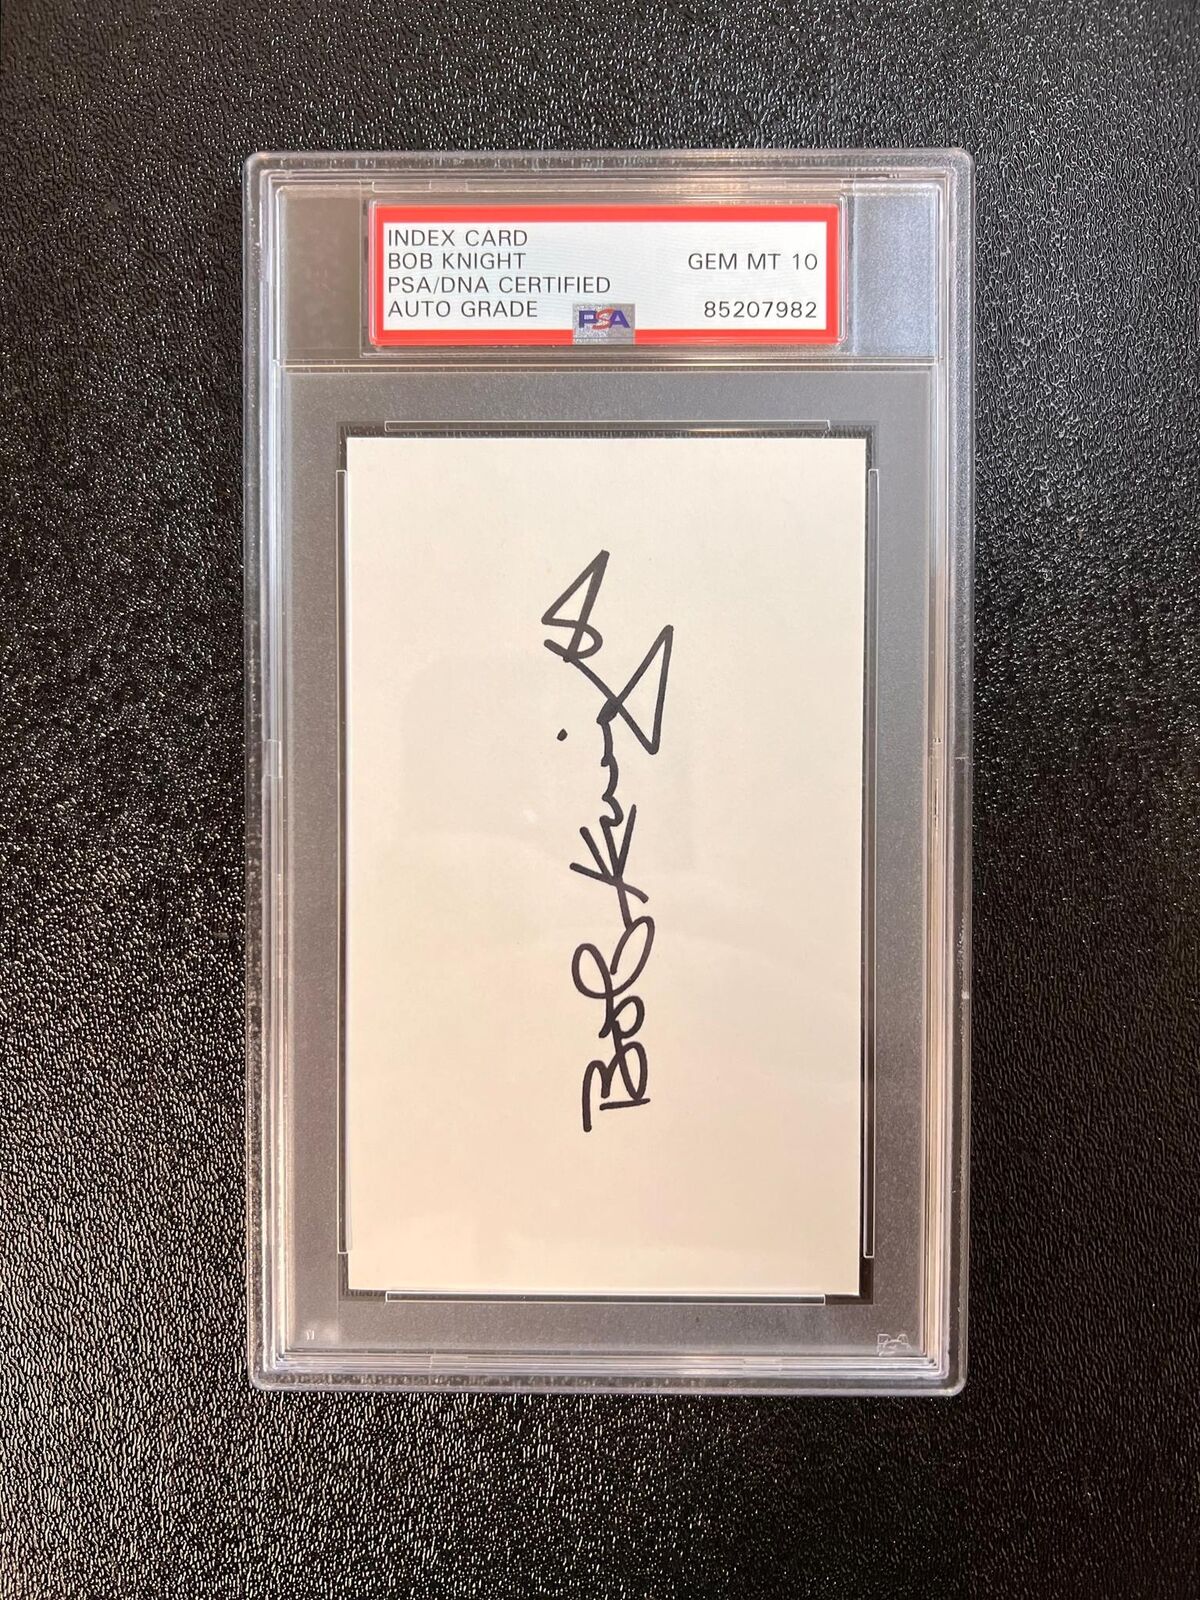 INDEX CARD
BOB KNIGHT
GEM MT 10
PSA/DNA CERTIFIED
AUTO GRADE
PSA
85207982
Bob Knight